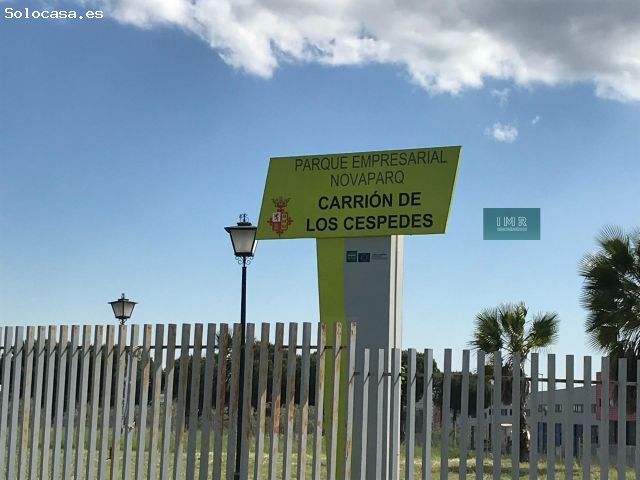 Solocasa.es
PARQUE EMPRESARIAL
NOVAPARQ
CARRIÓN DE
LOS CESPEDES
IMR